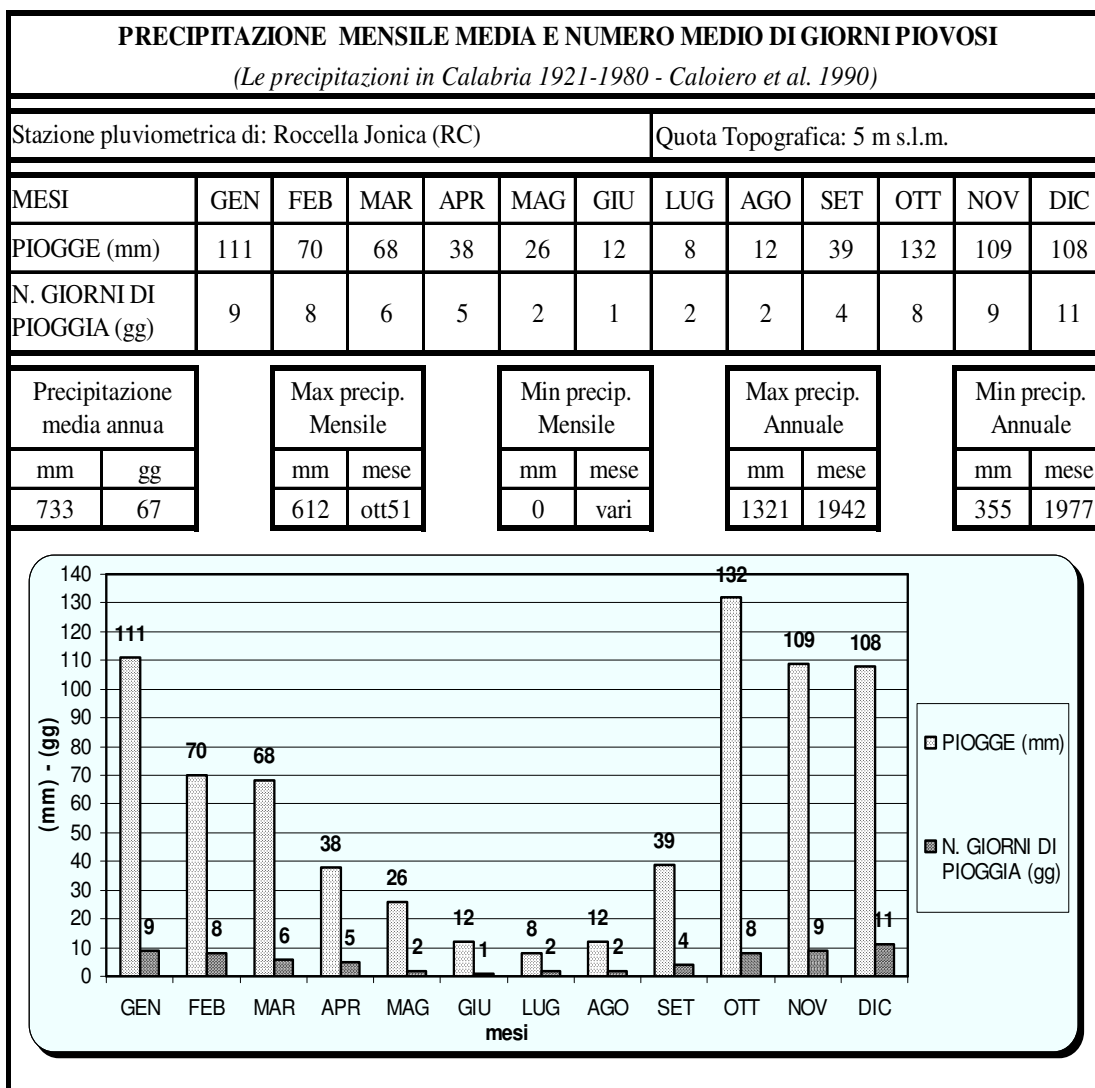 PRECIPITAZIONE MENSILE MEDIA E NUMERO MEDIO DI GIORNI PIOVOSI
(Le precipitazioni in Calabria 1921-1980 - Caloiero et al. 1990)
Stazione pluviometrica di: Roccella Jonica (RC) Quota Topografica: 5 m s.l.m.
MESI GEN FEB MAR APR MAG GIU LUG AGO SET OTT NOV DIC
PIOGGE (mm) 111 70 68 38 26 12 8 12 39 132 109 108
N. GIORNI DI
PIOGGIA (gg) 9 8 6 5 2 1 2 2 4 8 9 11
Precipitazione Max precip. Min precip. Max precip. Min precip.
media annua Mensile Mensile Annuale Annuale
mm gg mm mese mm mese mm mese mm mese
733 67 612 ott51 0 vari 1321 1942 355 1977
140
130
120
110
100
90
80
70
60
50
40
30
20
10
0
(mm) - (gg)
111 70 68 38 26 12 8 12 39 132 109 108
9 8 6 5 2 1 2 2 4 8 9 11
GEN FEB MAR APR MAG GIU LUG AGO SET OTT NOV DIC
mesi
PIOGGE (mm)
N. GIORNI DI
PIOGGIA (gg)